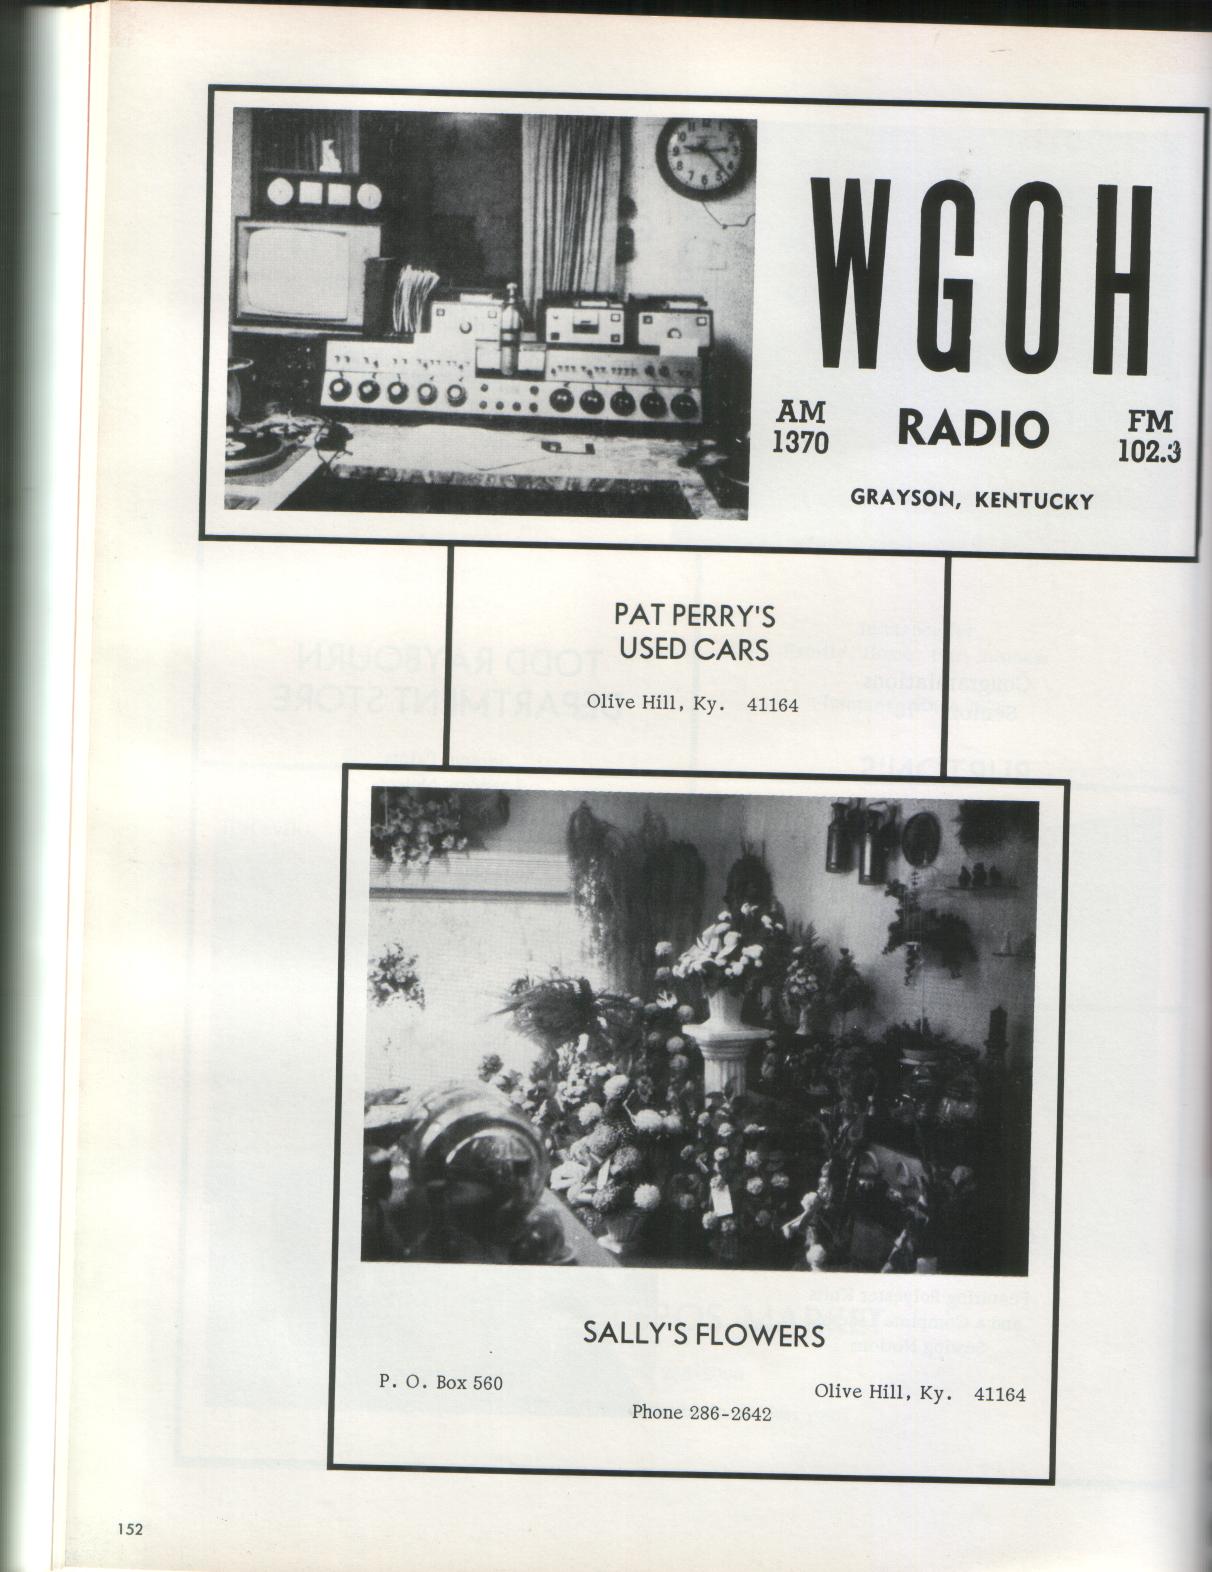 WGOH
AM
1370
RADIO
FM
102.3
GRAYSON, KENTUCKY
PAT PERRY'S
USED CARS
Olive Hill, Ky. 41164
SALLY'S FLOWERS
P. O. Box 560
Olive Hill, Ky. 41164
Phone 286-2642
152